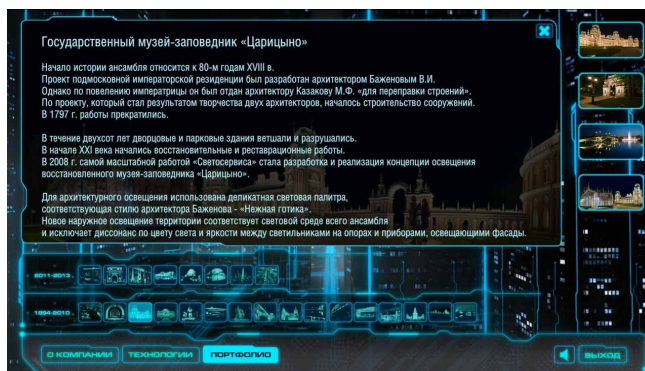 Государственный музей-заповедник «Царицыно»
Начало истории ансамбля относится к 80-м годам XVIII в.
Проект подмосковной императорской резиденции был разработан архитектором Баженовым В.И.
Однако по повелению императрицы он был отдан архитектору Казакову М.Ф. «для переправки строений».
По проекту, который стал результатом творчества двух архитекторов, началось строительство сооружений.
В 1797 г. работы прекратились.
В течение двухсот лет дворцовые и парковые здания ветшали и разрушались.
В начале XXI века начались восстановительные и реставрационные работы.
В 2008 г. самой масштабной работой «Светосервиса» стала разработка и реализация концепции освещения
восстановленного музея-заповедника «Царицыно».
Для архитектурного освещения использована деликатная световая палитра,
соответствующая стилю архитектора Баженова - «Нежная готика».
Новое наружное освещение территории соответствует световой среде всего ансамбля
и исключает диссонанс по цвету света и яркости между светильниками на опорах и приборами, освещающими фасады.
2011-2013
1994-2010
О КОМПАНИИ ТЕХНОЛОГИИ ПОРТФОЛИО ВЫХОД